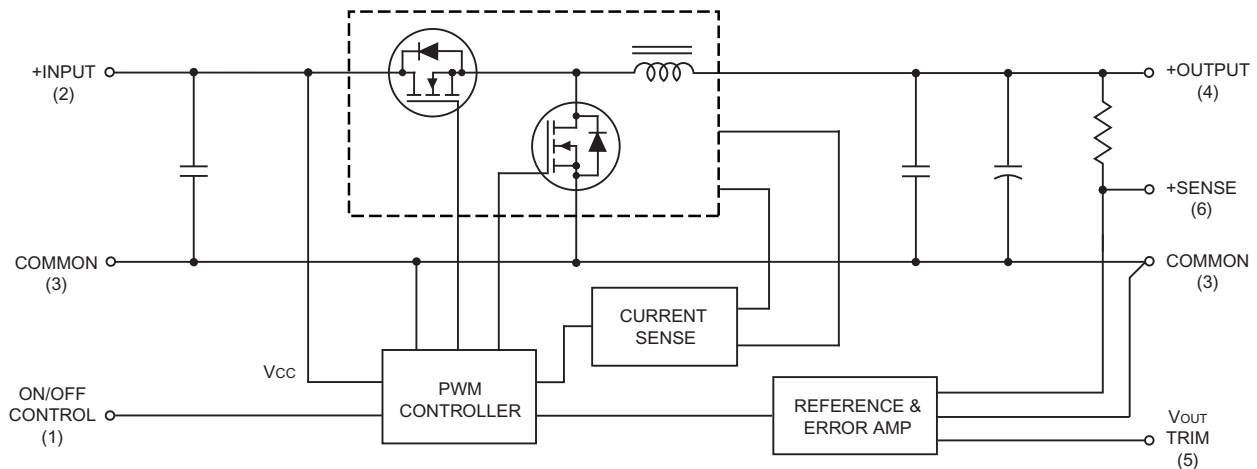 +INPUT
(2)
+OUTPUT
(4)
+SENSE
(6)
COMMON
(3)
COMMON
(3)
CURRENT
SENSE
VCC
PWM
CONTROLLER
ON/OFF
CONTROL
(1)
REFERENCE &
ERROR AMP
VOUT
TRIM
(5)